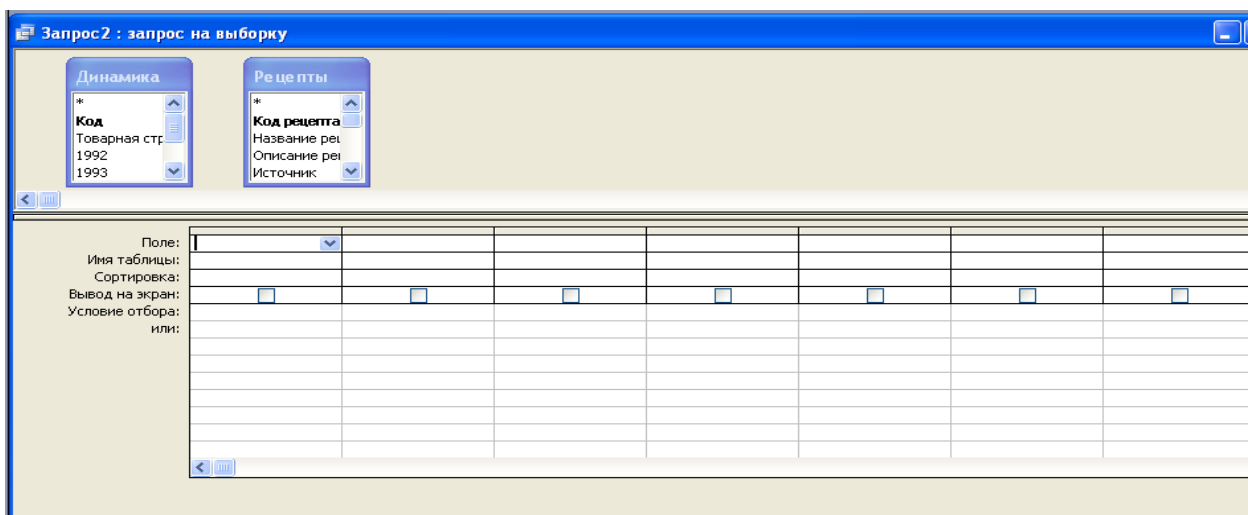 Запрос2 : запрос на выборку
Динамика
*
Код
Товарная стр
1992
1993
Рецепты
*
Код рецепта
Название рец
Описание рец
Источник
Поле:
Имя таблицы:
Сортировка:
Вывод на экран:
Условие отбора:
или: